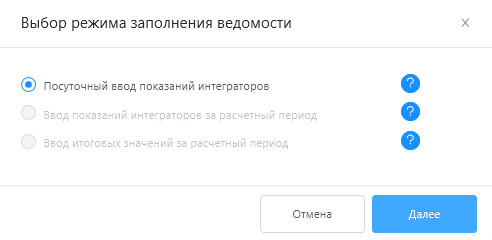 Выбор режима заполнения ведомости
Посуточный ввод показаний интеграторов
?
Ввод показаний интеграторов за расчетный период
?
Ввод итоговых значений за расчетный период
?
Отмена
Далее